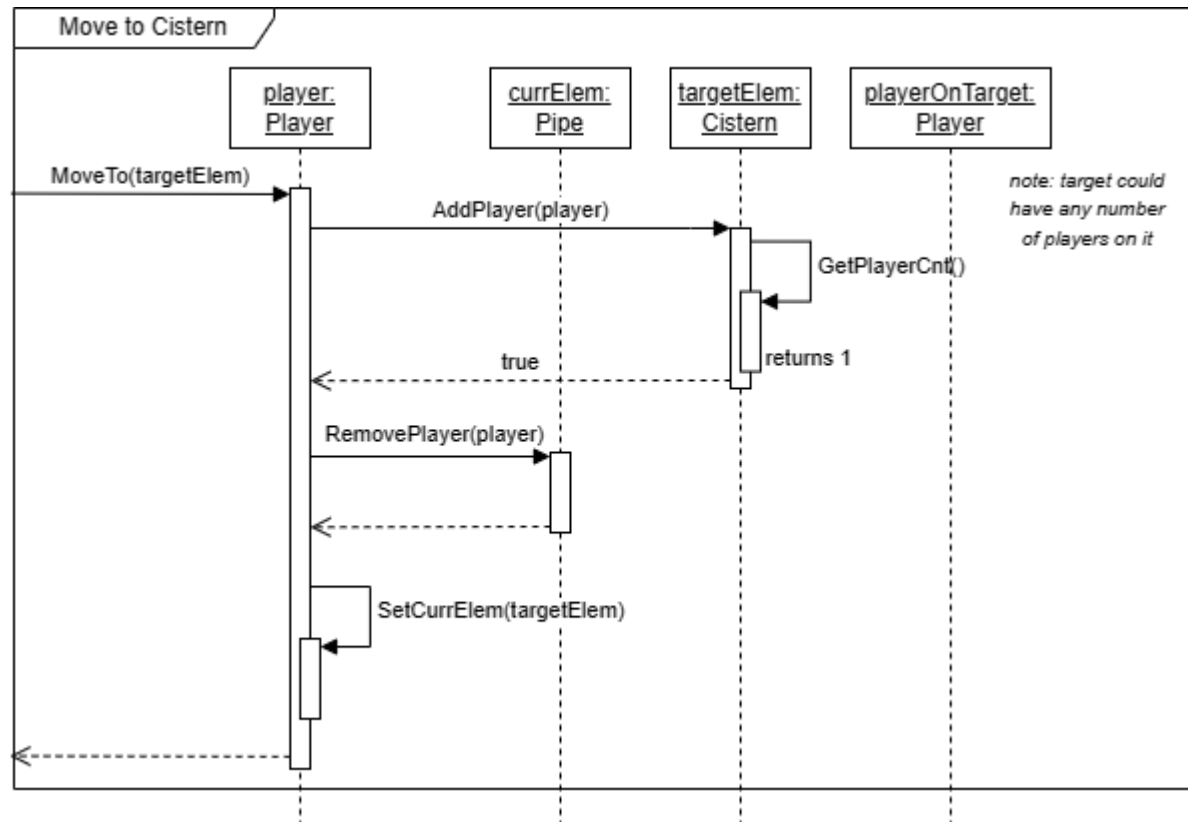 Move to Cistern
player:
Player
currElem:
Pipe
targetElem:
Cistern
playerOnTarget:
Player
MoveTo(targetElem)
note: target could
have any number
of players on it
AddPlayer(player)
GetPlayerCnt()
returns 1
true
RemovePlayer(player)
SetCurrElem(targetElem)